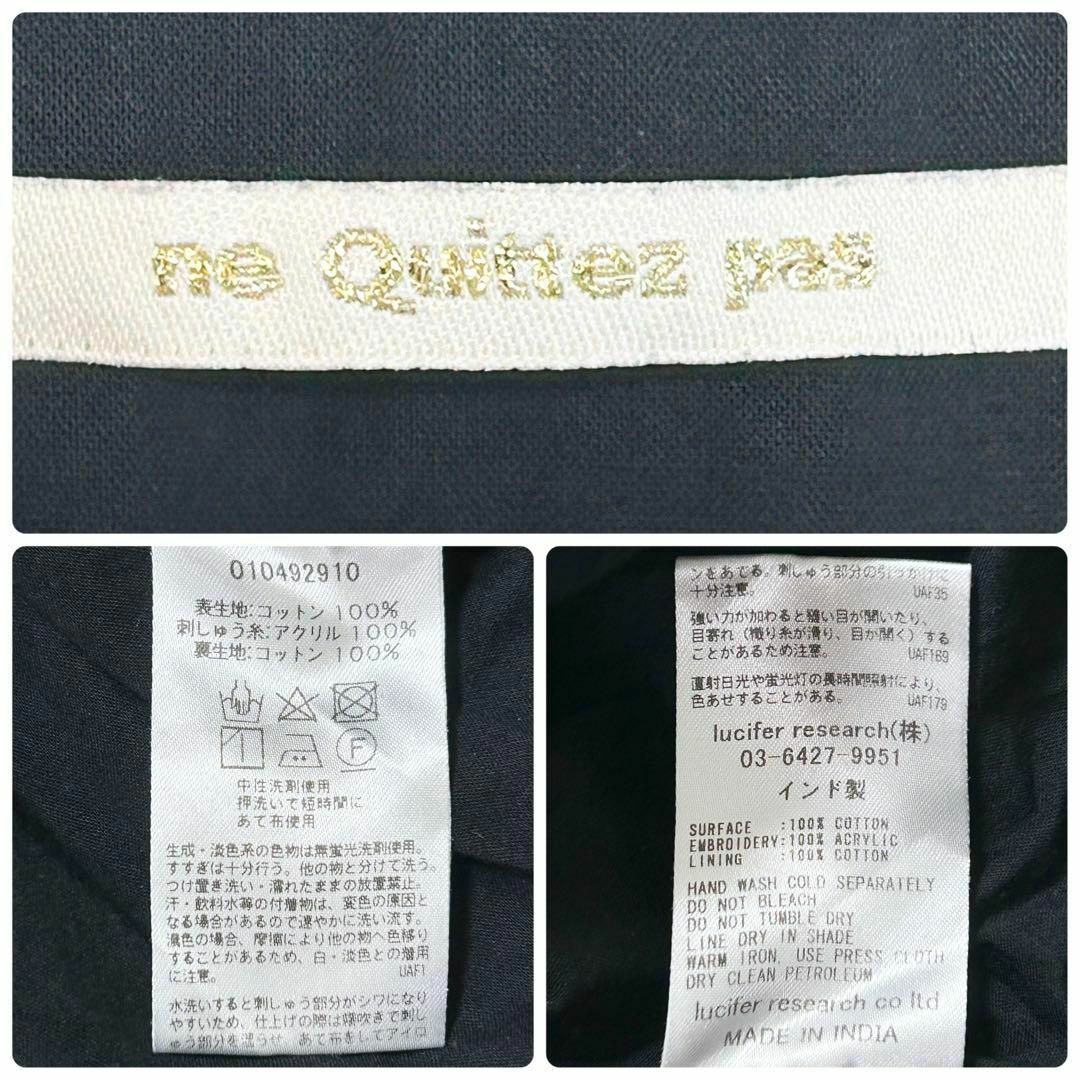 ne Quittez pas
010492910
表生地:コットン 100%
刺しゅう糸:アクリル 100%
裏生地:コットン 100%
F
中性洗剤使用
押洗いで短時間に
あて布使用
生成・淡色系の色物は無蛍光洗剤使用。
すすぎは十分行う。他の物と分けて洗う。
つけ置き洗い・濡れたままの放置禁止。
汗・飲料水等の付着物は、変色の原因と
なる場合があるので速やかに洗い流す。
濃色の場合、摩擦により他の物へ色移り
することがあるため、白・淡色との着用
に注意。 UAF1
水洗いすると刺しゅう部分がシワになり
やすいため、仕上げの際は霧吹きで刺し
ゅう部分を湿らせ、あて布をしてアイロ
ンをあてる。刺しゅう部分の引っかけに
十分注意。 UAF35
強い力が加わると縫い目が開いたり、
目寄れ(織り糸が滑り、目が開く)する
ことがあるため注意。 UAF169
直射日光や蛍光灯の長時間照射により、
色あせすることがある。 UAF179
lucifer research(株)
03-6427-9951
インド製
SURFACE :100% COTTON
EMBROIDERY:100% ACRYLIC
LINING :100% COTTON
HAND WASH COLD SEPARATELY
DO NOT BLEACH
DO NOT TUMBLE DRY
LINE DRY IN SHADE
WARM IRON, USE PRESS CLOTH
DRY CLEAN PETROLEUM
lucifer research co ltd
MADE IN INDIA